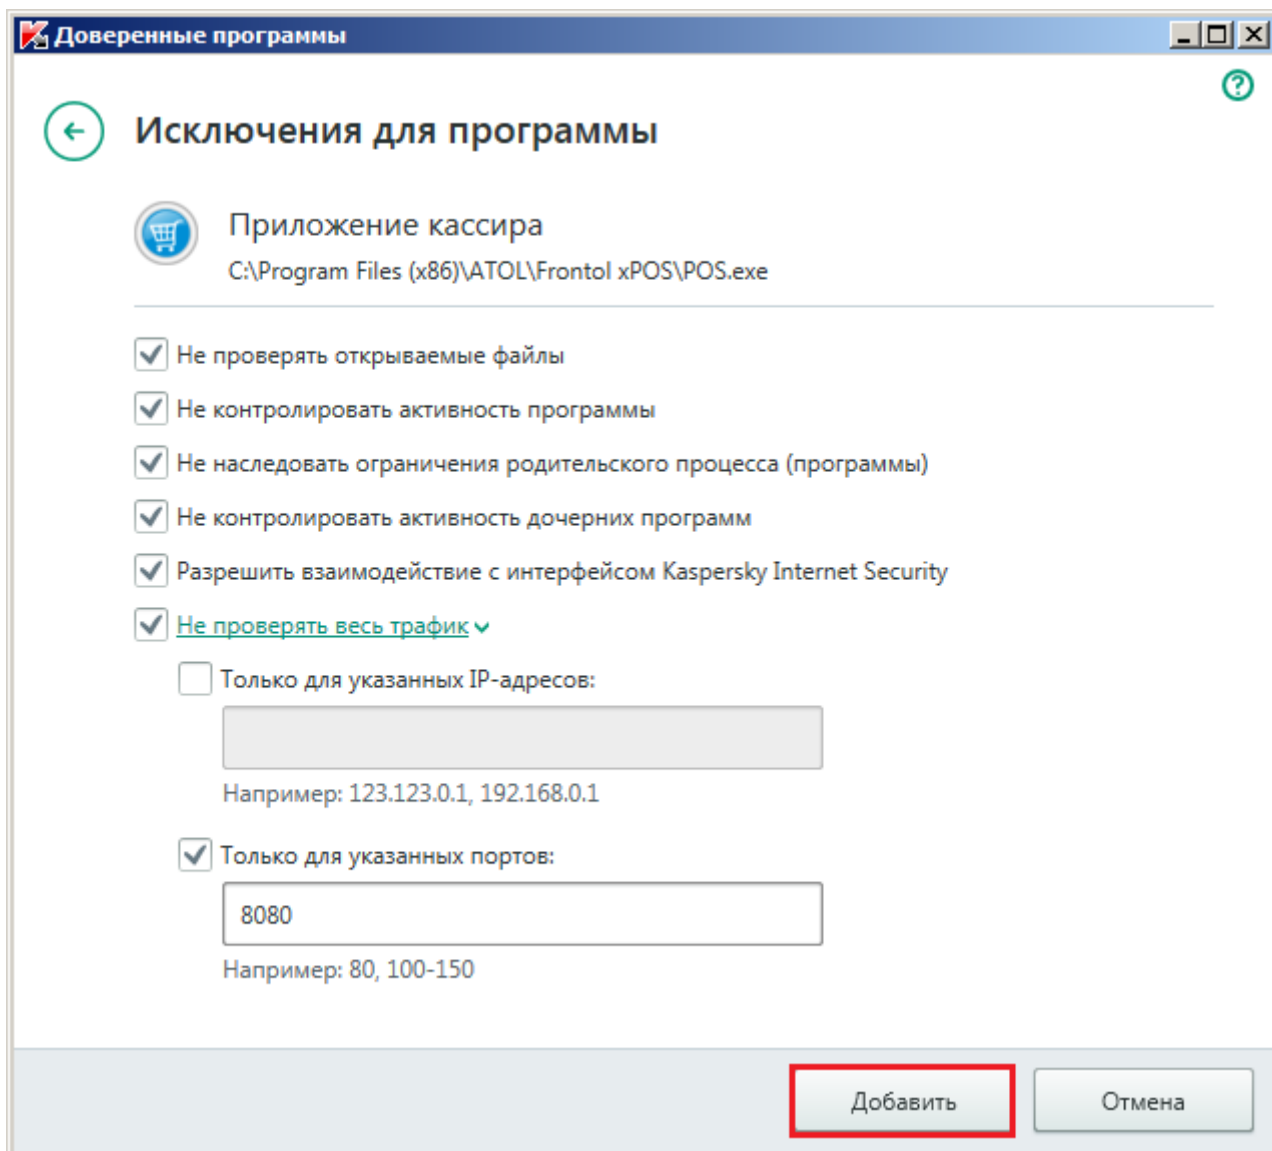 Доверенные программы
Исключения для программы
Приложение кассира
C:\Program Files (x86)\ATOL\Frontol xPOS\POS.exe
Не проверять открываемые файлы
Не контролировать активность программы
Не наследовать ограничения родительского процесса (программы)
Не контролировать активность дочерних программ
Разрешить взаимодействие с интерфейсом Kaspersky Internet Security
Не проверять весь трафик
Только для указанных IP-адресов:
Например: 123.123.0.1, 192.168.0.1
Только для указанных портов:
8080
Например: 80, 100-150
Добавить
Отмена